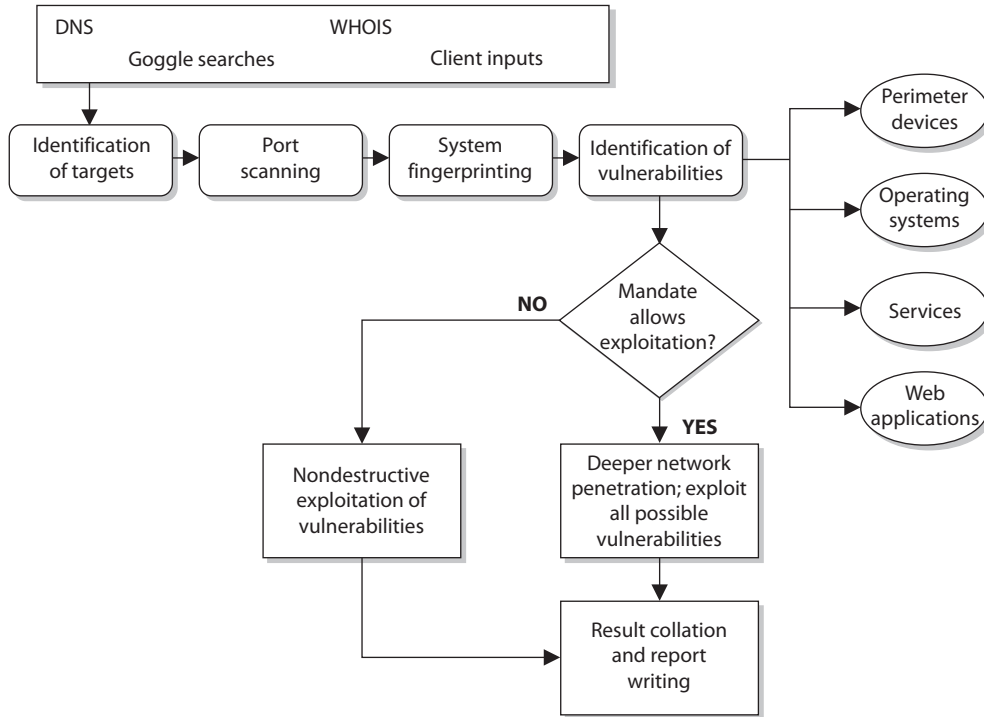 DNS
WHOIS
Goggle searches
Client inputs
Identification
of targets
Port
scanning
System
fingerprinting
Identification of
vulnerabilities
Perimeter
devices
Operating
systems
Services
Web
applications
Mandate
allows
exploitation?
NO
YES
Nondestructive
exploitation of
vulnerabilities
Deeper network
penetration; exploit
all possible
vulnerabilities
Result collation
and report
writing